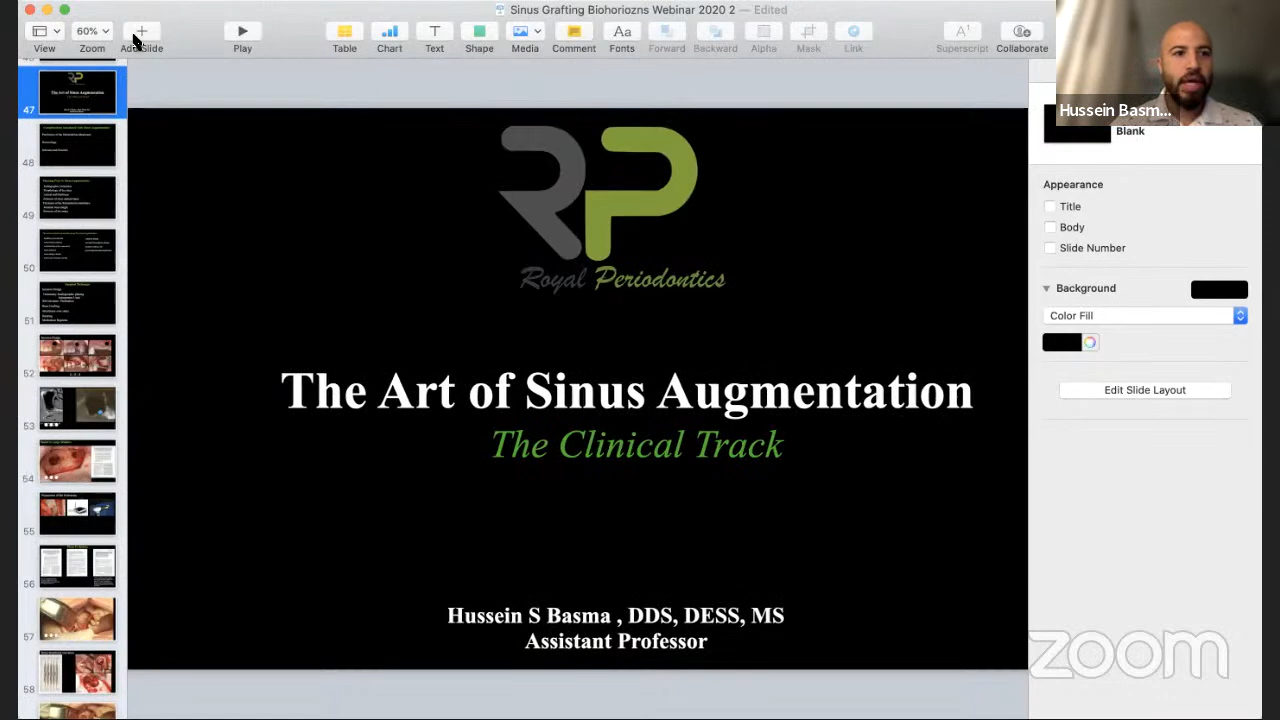 Sinus Grafting Biohoriozns Webinar 2020 2 — Edited
60%
View
Zoom
Add Slide
Play
Table
Chart
Text
Shape
Media
Comment
Aa
Fonts
Forward
Backward
Alpha
Mask
Link
Superscript
Collaborate
Hussein Basm...
Blank
Appearance
Title
Body
Slide Number
Background
Color Fill
Edit Slide Layout
47
48
49
50
51
52
53
54
55
56
57
58
RP
Royal Periodontics
The Art of Sinus Augmentation
The Clinical Track
Hussein S Basma , DDS, DESS, MS
Assistant Professor
zoom